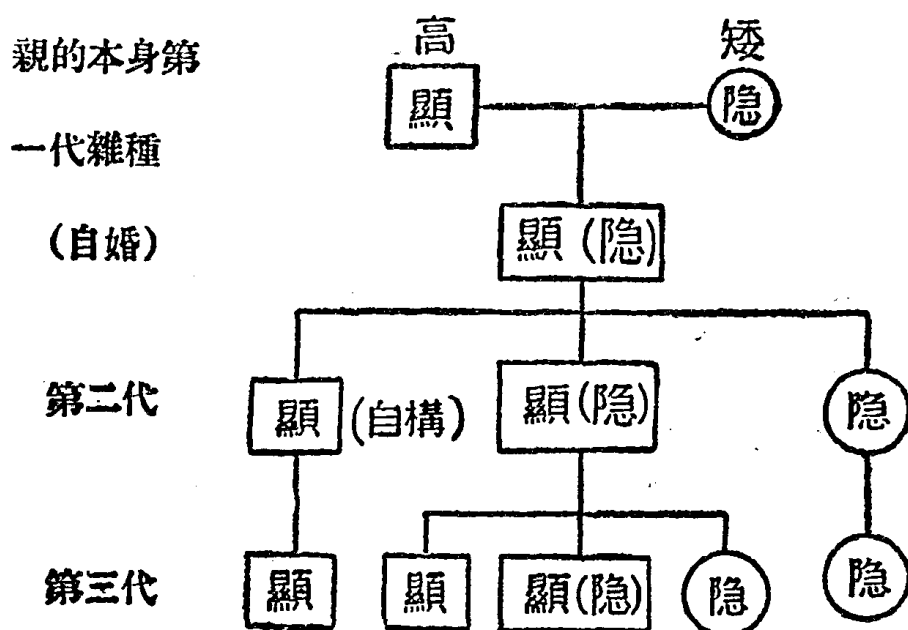 高 矮
親的本身第
顯 隐
一代雜種
(自婚)
顯(隐)
第二代
顯 (自構) 顯(隐) 隐
第三代
顯 顯 顯(隐) 隐 隐